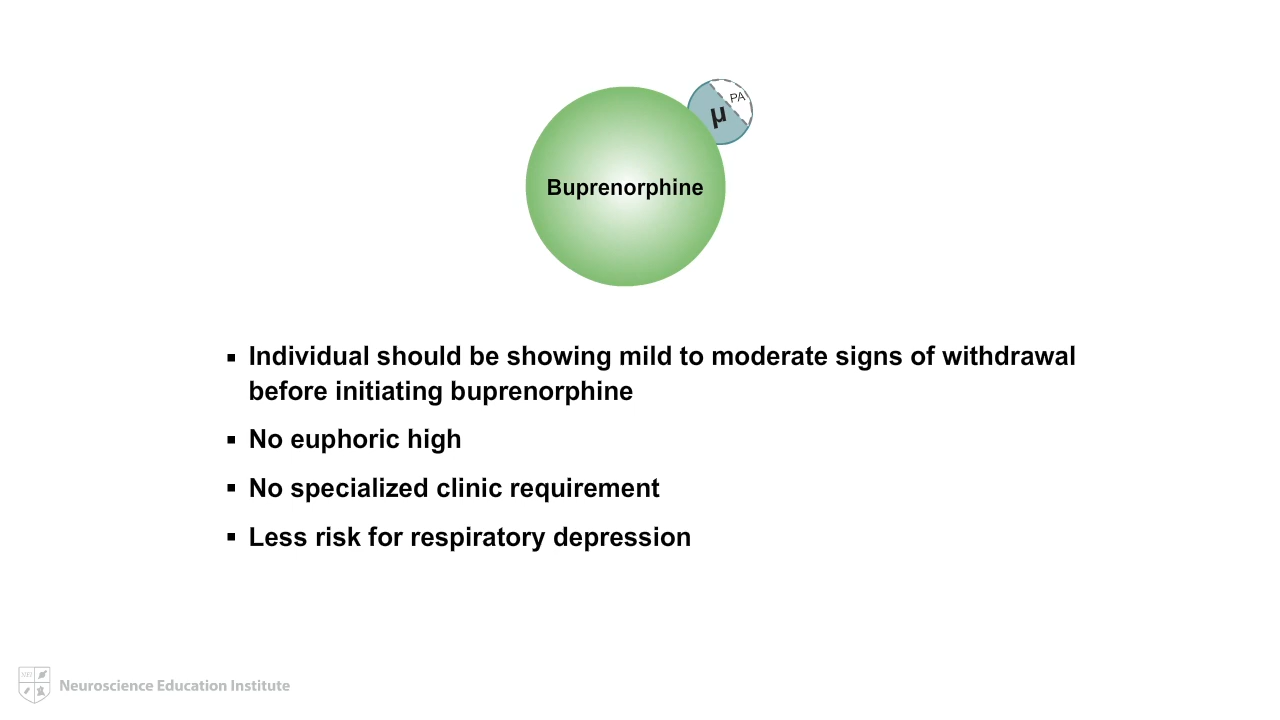 PA
μ
Buprenorphine
▪ Individual should be showing mild to moderate signs of withdrawal
before initiating buprenorphine
▪ No euphoric high
▪ No specialized clinic requirement
▪ Less risk for respiratory depression
NEI
Neuroscience Education Institute